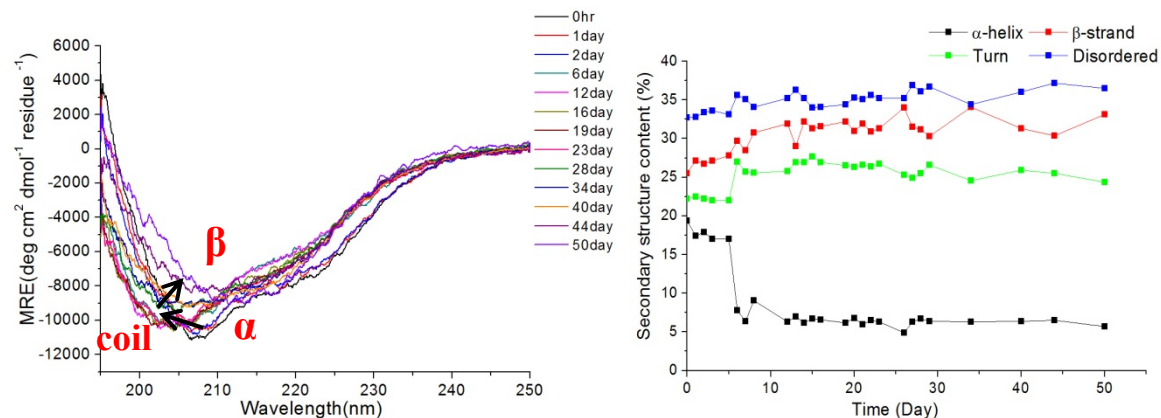 0hr
1day
2day
6day
12day
16day
19day
23day
28day
34day
40day
44day
50day
6000
4000
2000
0
-2000
-4000
-6000
-8000
-10000
-12000
MRE(deg cm² dmol⁻¹ residue⁻¹)
β
α
coil
200 210 220 230 240 250
Wavelength(nm)
α-helix β-strand
Turn Disordered
40
35
30
25
20
15
10
5
0
Secondary structure content (%)
0 10 20 30 40 50
Time (Day)